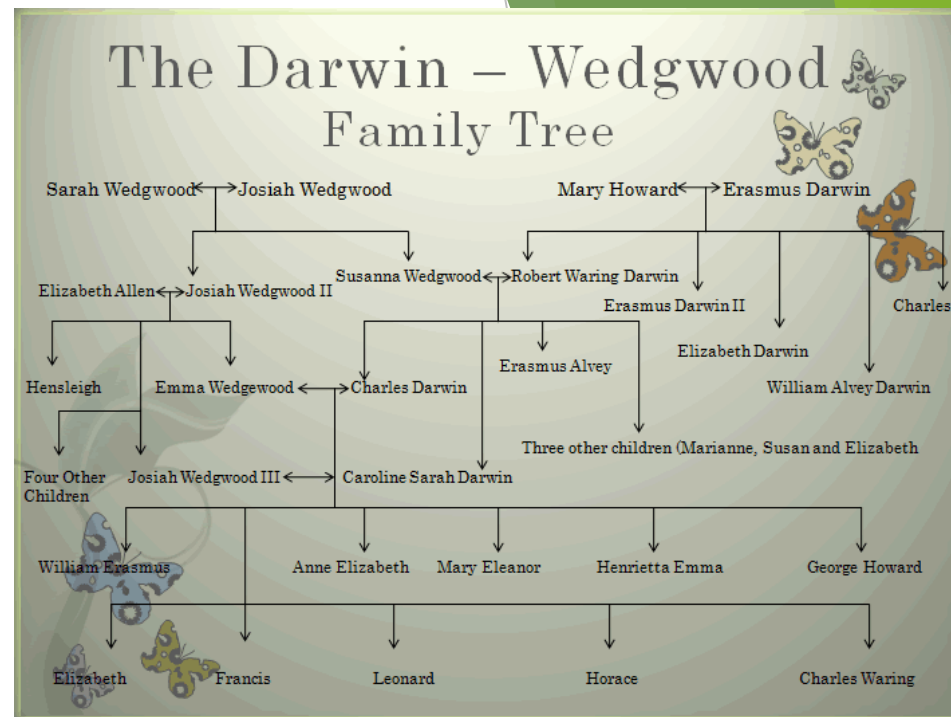 The Darwin – Wedgwood
Family Tree
Sarah Wedgwood Josiah Wedgwood Mary Howard Erasmus Darwin
Susanna Wedgwood Robert Waring Darwin
Elizabeth Allen Josiah Wedgwood II
Erasmus Darwin II Charles
Elizabeth Darwin
Erasmus Alvey
Hensleigh Emma Wedgewood Charles Darwin William Alvey Darwin
Three other children (Marianne, Susan and Elizabeth
Four Other
Children
Josiah Wedgwood III Caroline Sarah Darwin
William Erasmus Anne Elizabeth Mary Eleanor Henrietta Emma George Howard
Elizabeth Francis Leonard Horace Charles Waring